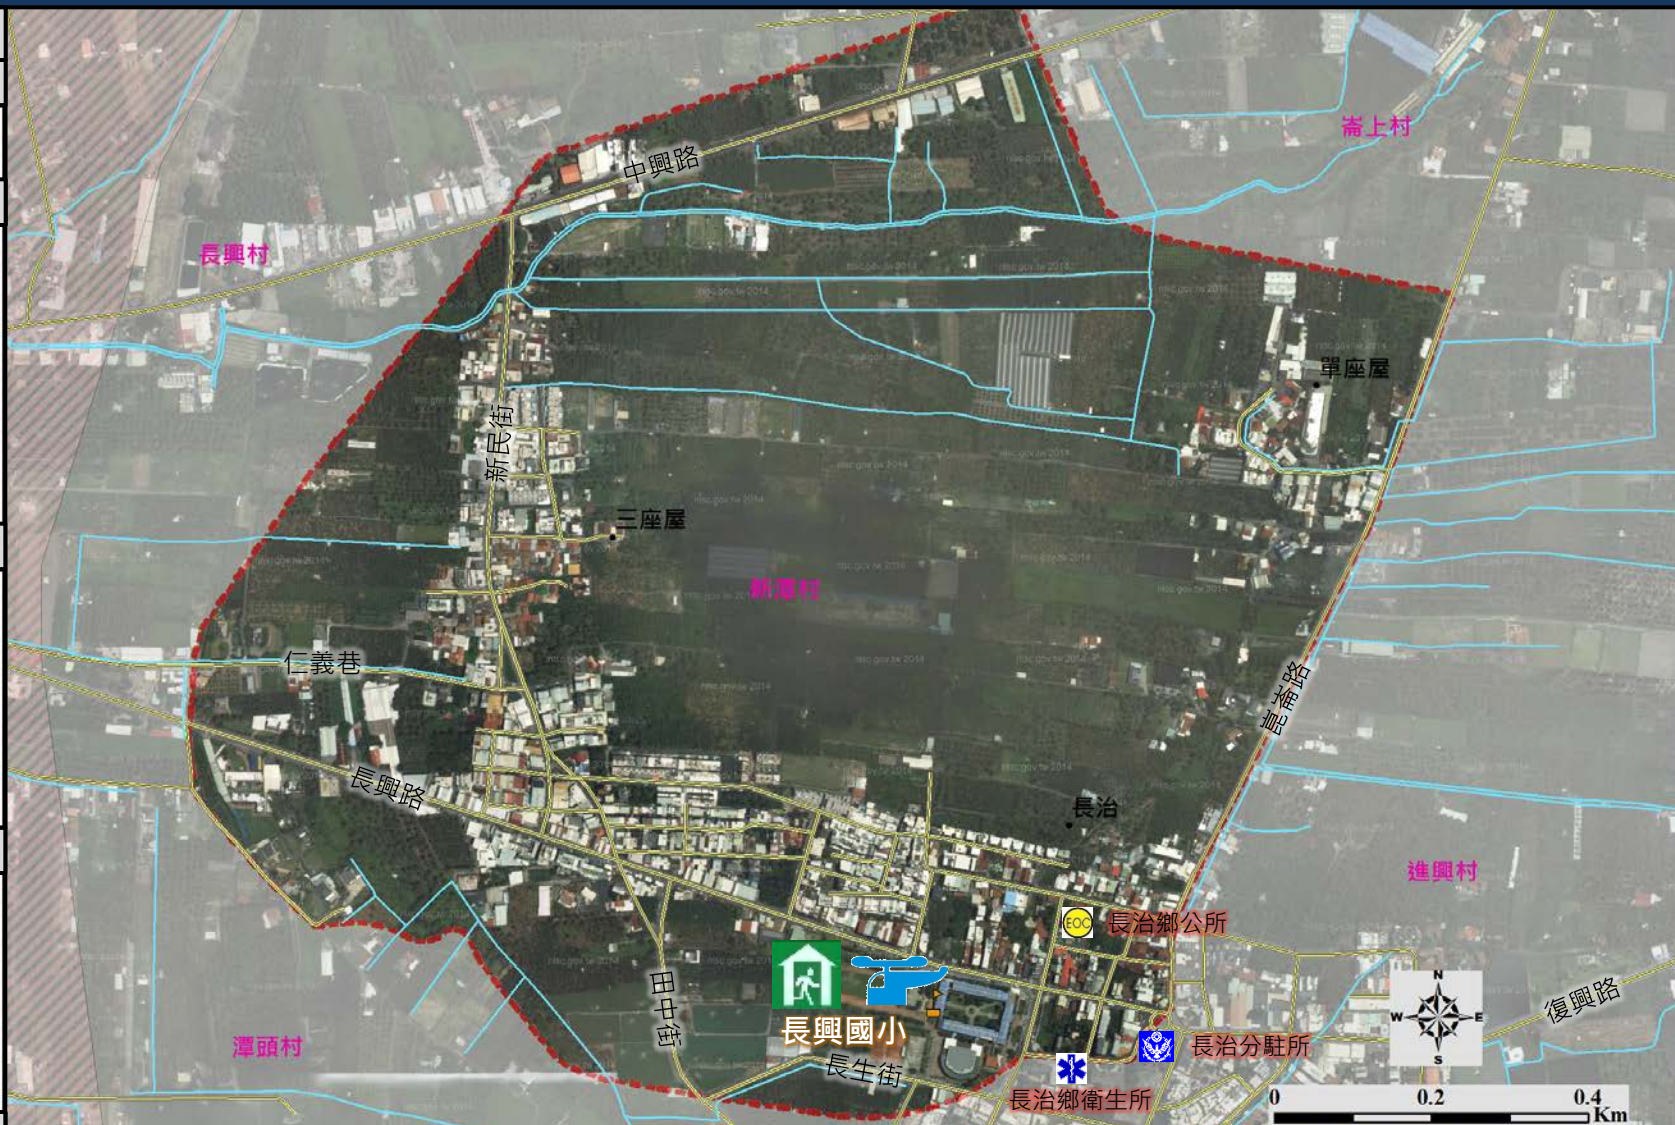 崙上村
中興路
長興村
單座屋
新民街
三座屋
新潭村
仁義巷
崑崙路
長興路
長治
進興村
EOC
長治鄉公所
N
W
E
S
復興路
田中街
長興國小
潭頭村
長治分駐所
長生街
長治鄉衛生所
0 0.2 0.4
Km